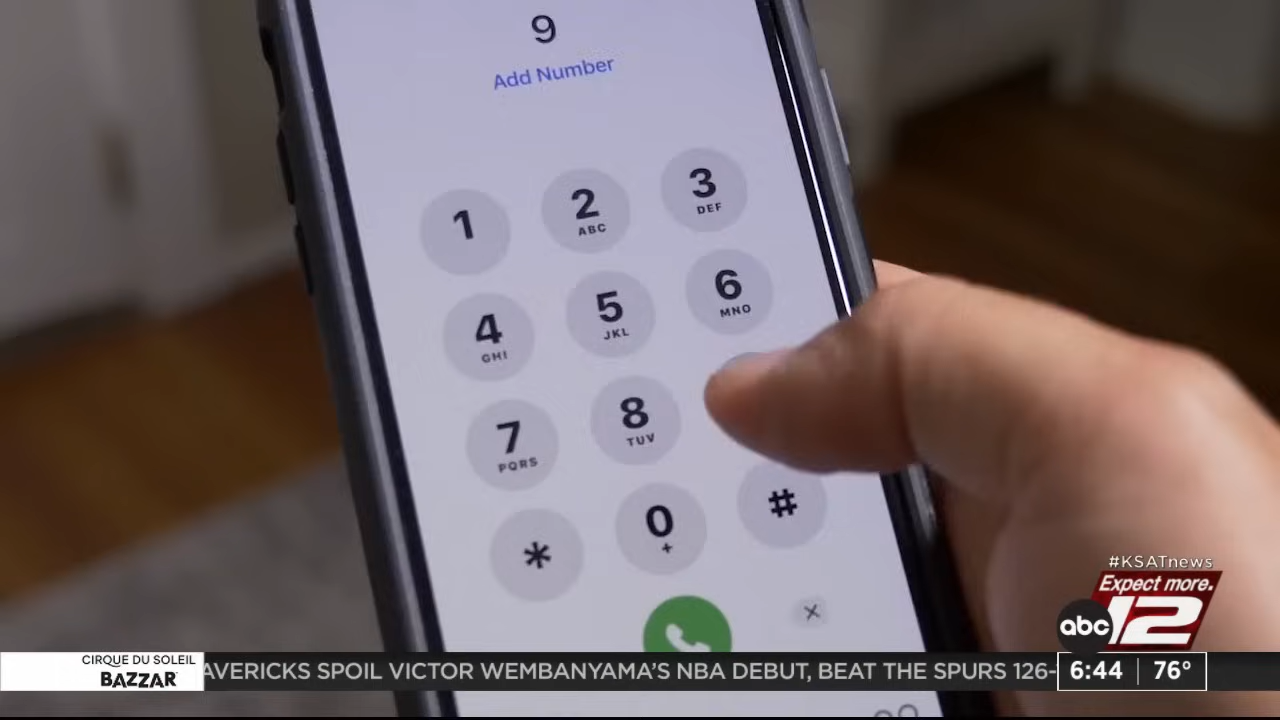 9
Add Number
1
2
ABC
3
DEF
4
GHI
5
JKL
6
MNO
7
PQRS
8
TUV
*
0
+
#
#KSATnews
Expect more.
abc 12
CIRQUE DU SOLEIL
BAZZAR
AVERICKS SPOIL VICTOR WEMBANYAMA'S NBA DEBUT, BEAT THE SPURS 126-
6:44 76°